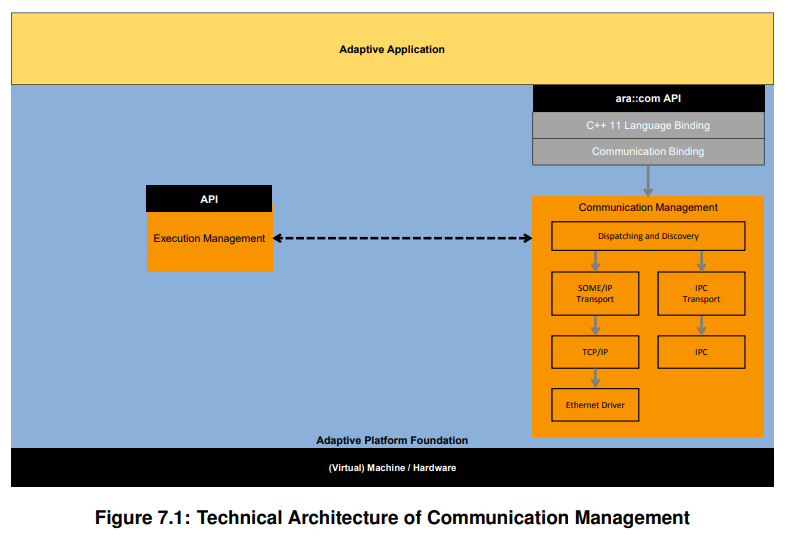 Adaptive Application
ara::com API
C++ 11 Language Binding
Communication Binding
API
Execution Management
Communication Management
Dispatching and Discovery
SOME/IP
Transport
IPC
Transport
TCP/IP
IPC
Ethernet Driver
Adaptive Platform Foundation
(Virtual) Machine / Hardware
Figure 7.1: Technical Architecture of Communication Management